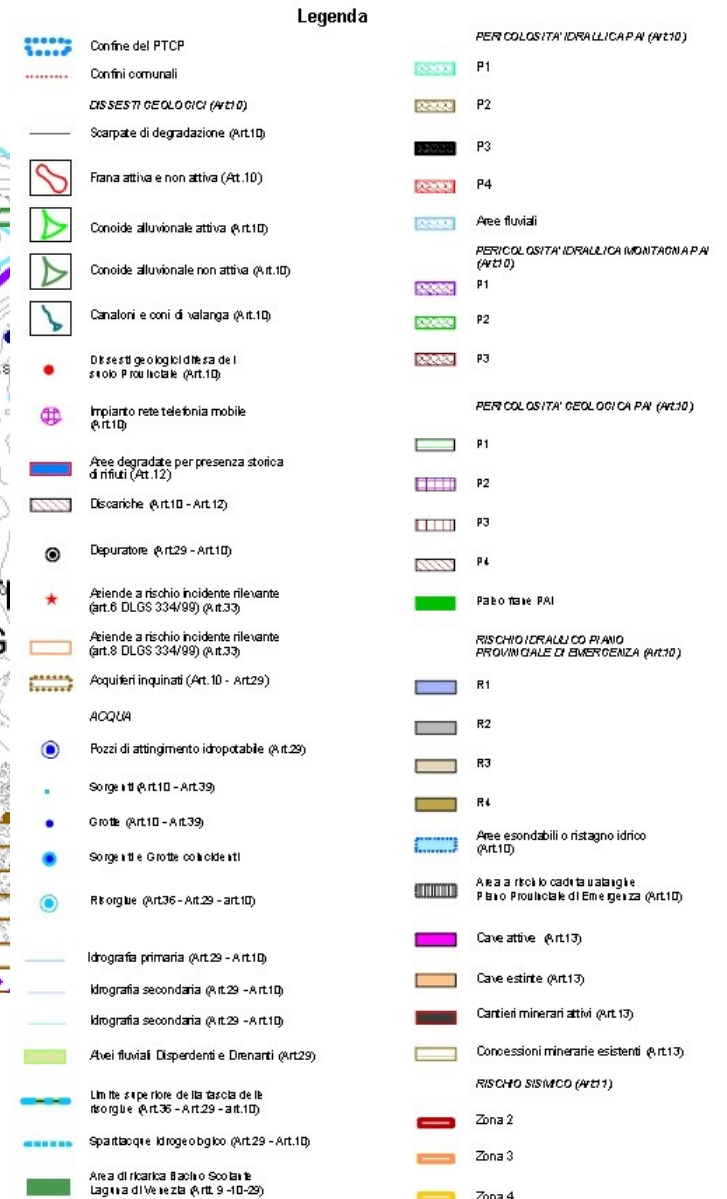 Legenda
Confine del PTCP
Confini comunali
DISSESTI GEOLOGICI (Art.10)
Scarpate di degradazione (Art.10)
Frana attiva e non attiva (Art.10)
Conoide alluvionale attiva (Art.10)
Conoide alluvionale non attiva (Art.10)
Canaloni e coni di valanga (Art.10)
Dissesti geologici difesa del
suolo Provinciale (Art.10)
Impianto rete telefonia mobile
(Art.10)
Aree degradate per presenza storica
di rifiuti (Art.12)
Discariche (Art.10 - Art.12)
Depuratore (Art.29 - Art.10)
Aziende a rischio incidente rilevante
(art.6 DLGS 334/99) (Art.33)
Aziende a rischio incidente rilevante
(art.8 DLGS 334/99) (Art.33)
Acquiferi inquinati (Art.10 - Art.29)
ACQUA
Pozzi di attingimento idropotabile (Art.29)
Sorgenti (Art.10 - Art.39)
Grotte (Art.10 - Art.39)
Sorgenti e Grotte coincidenti
Risorgive (Art.36 - Art.29 - art.10)
Idrografia primaria (Art.29 - Art.10)
Idrografia secondaria (Art.29 - Art.10)
Idrografia secondaria (Art.29 - Art.10)
Alvei fluviali Disperdenti e Drenanti (Art.29)
Limite superiore della fascia delle
risorgive (Art.36 - Art.29 - art.10)
Spartiacque Idrogeologico (Art.29 - Art.10)
Area di ricarica Bacino Scolante
Laguna di Venezia (Artt. 9 -10-29)
PERICOLOSITA' IDRALLICA PAI (Art.10)
P1
P2
P3
P4
Aree fluviali
PERICOLOSITA' IDRAULICA MONTAGNA PAI
(Art.10)
P1
P2
P3
PERICOLOSITA' GEOLOGICA PAI (Art.10)
P1
P2
P3
P4
Paleo frane PAI
RISCHIO IDRAULICO PIANO
PROVINCIALE DI EMERGENZA (Art.10)
R1
R2
R3
R4
Aree esondabili o ristagno idrico
(Art.10)
Area a rischio caduta valanghe
Piano Provinciale di Emergenza (Art.10)
Cave attive (Art.13)
Cave estinte (Art.13)
Cantieri minerari attivi (Art.13)
Concessioni minerarie esistenti (Art.13)
RISCHIO SISMICO (Art.11)
Zona 2
Zona 3
Zona 4